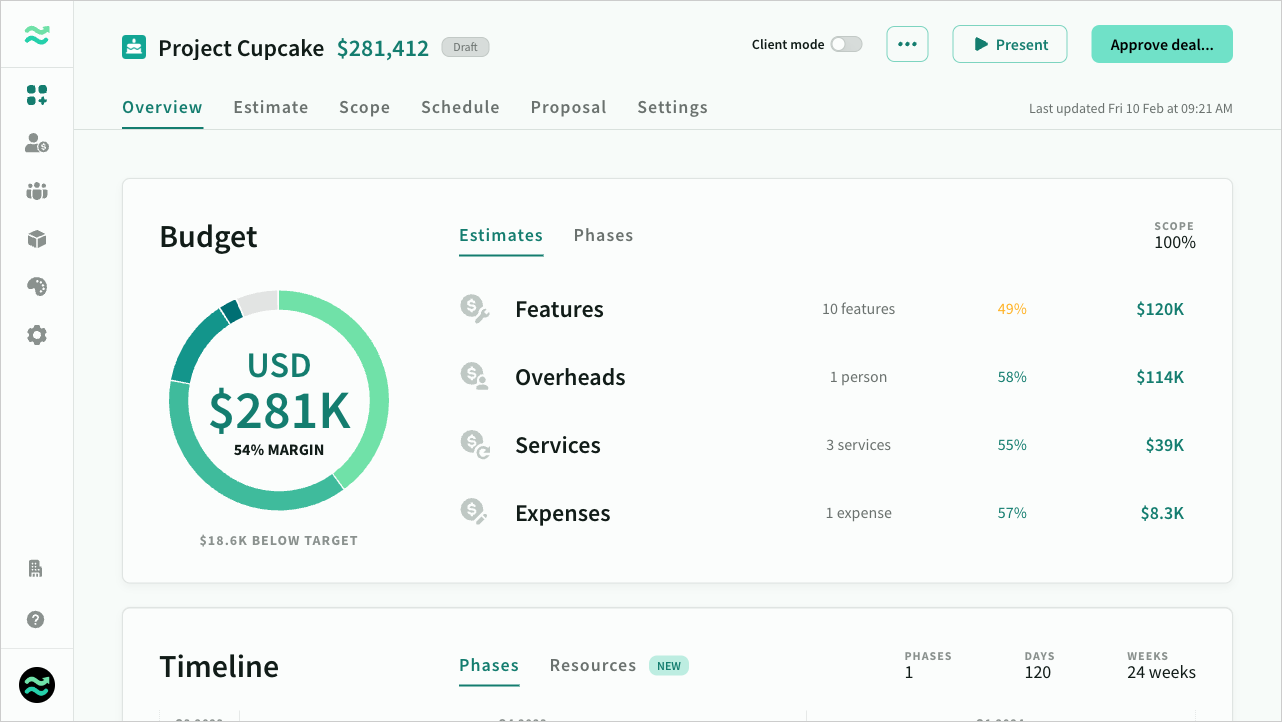 Project Cupcake $281,412 Draft
Client mode
Present
Approve deal...
Overview Estimate Scope Schedule Proposal Settings
Last updated Fri 10 Feb at 09:21 AM
Budget
Estimates Phases
SCOPE
100%
Features 10 features 49% $120K
Overheads 1 person 58% $114K
Services 3 services 55% $39K
Expenses 1 expense 57% $8.3K
USD
$281K
54% MARGIN
$18.6K BELOW TARGET
Timeline
Phases Resources NEW
PHASES
1
DAYS
120
WEEKS
24 weeks